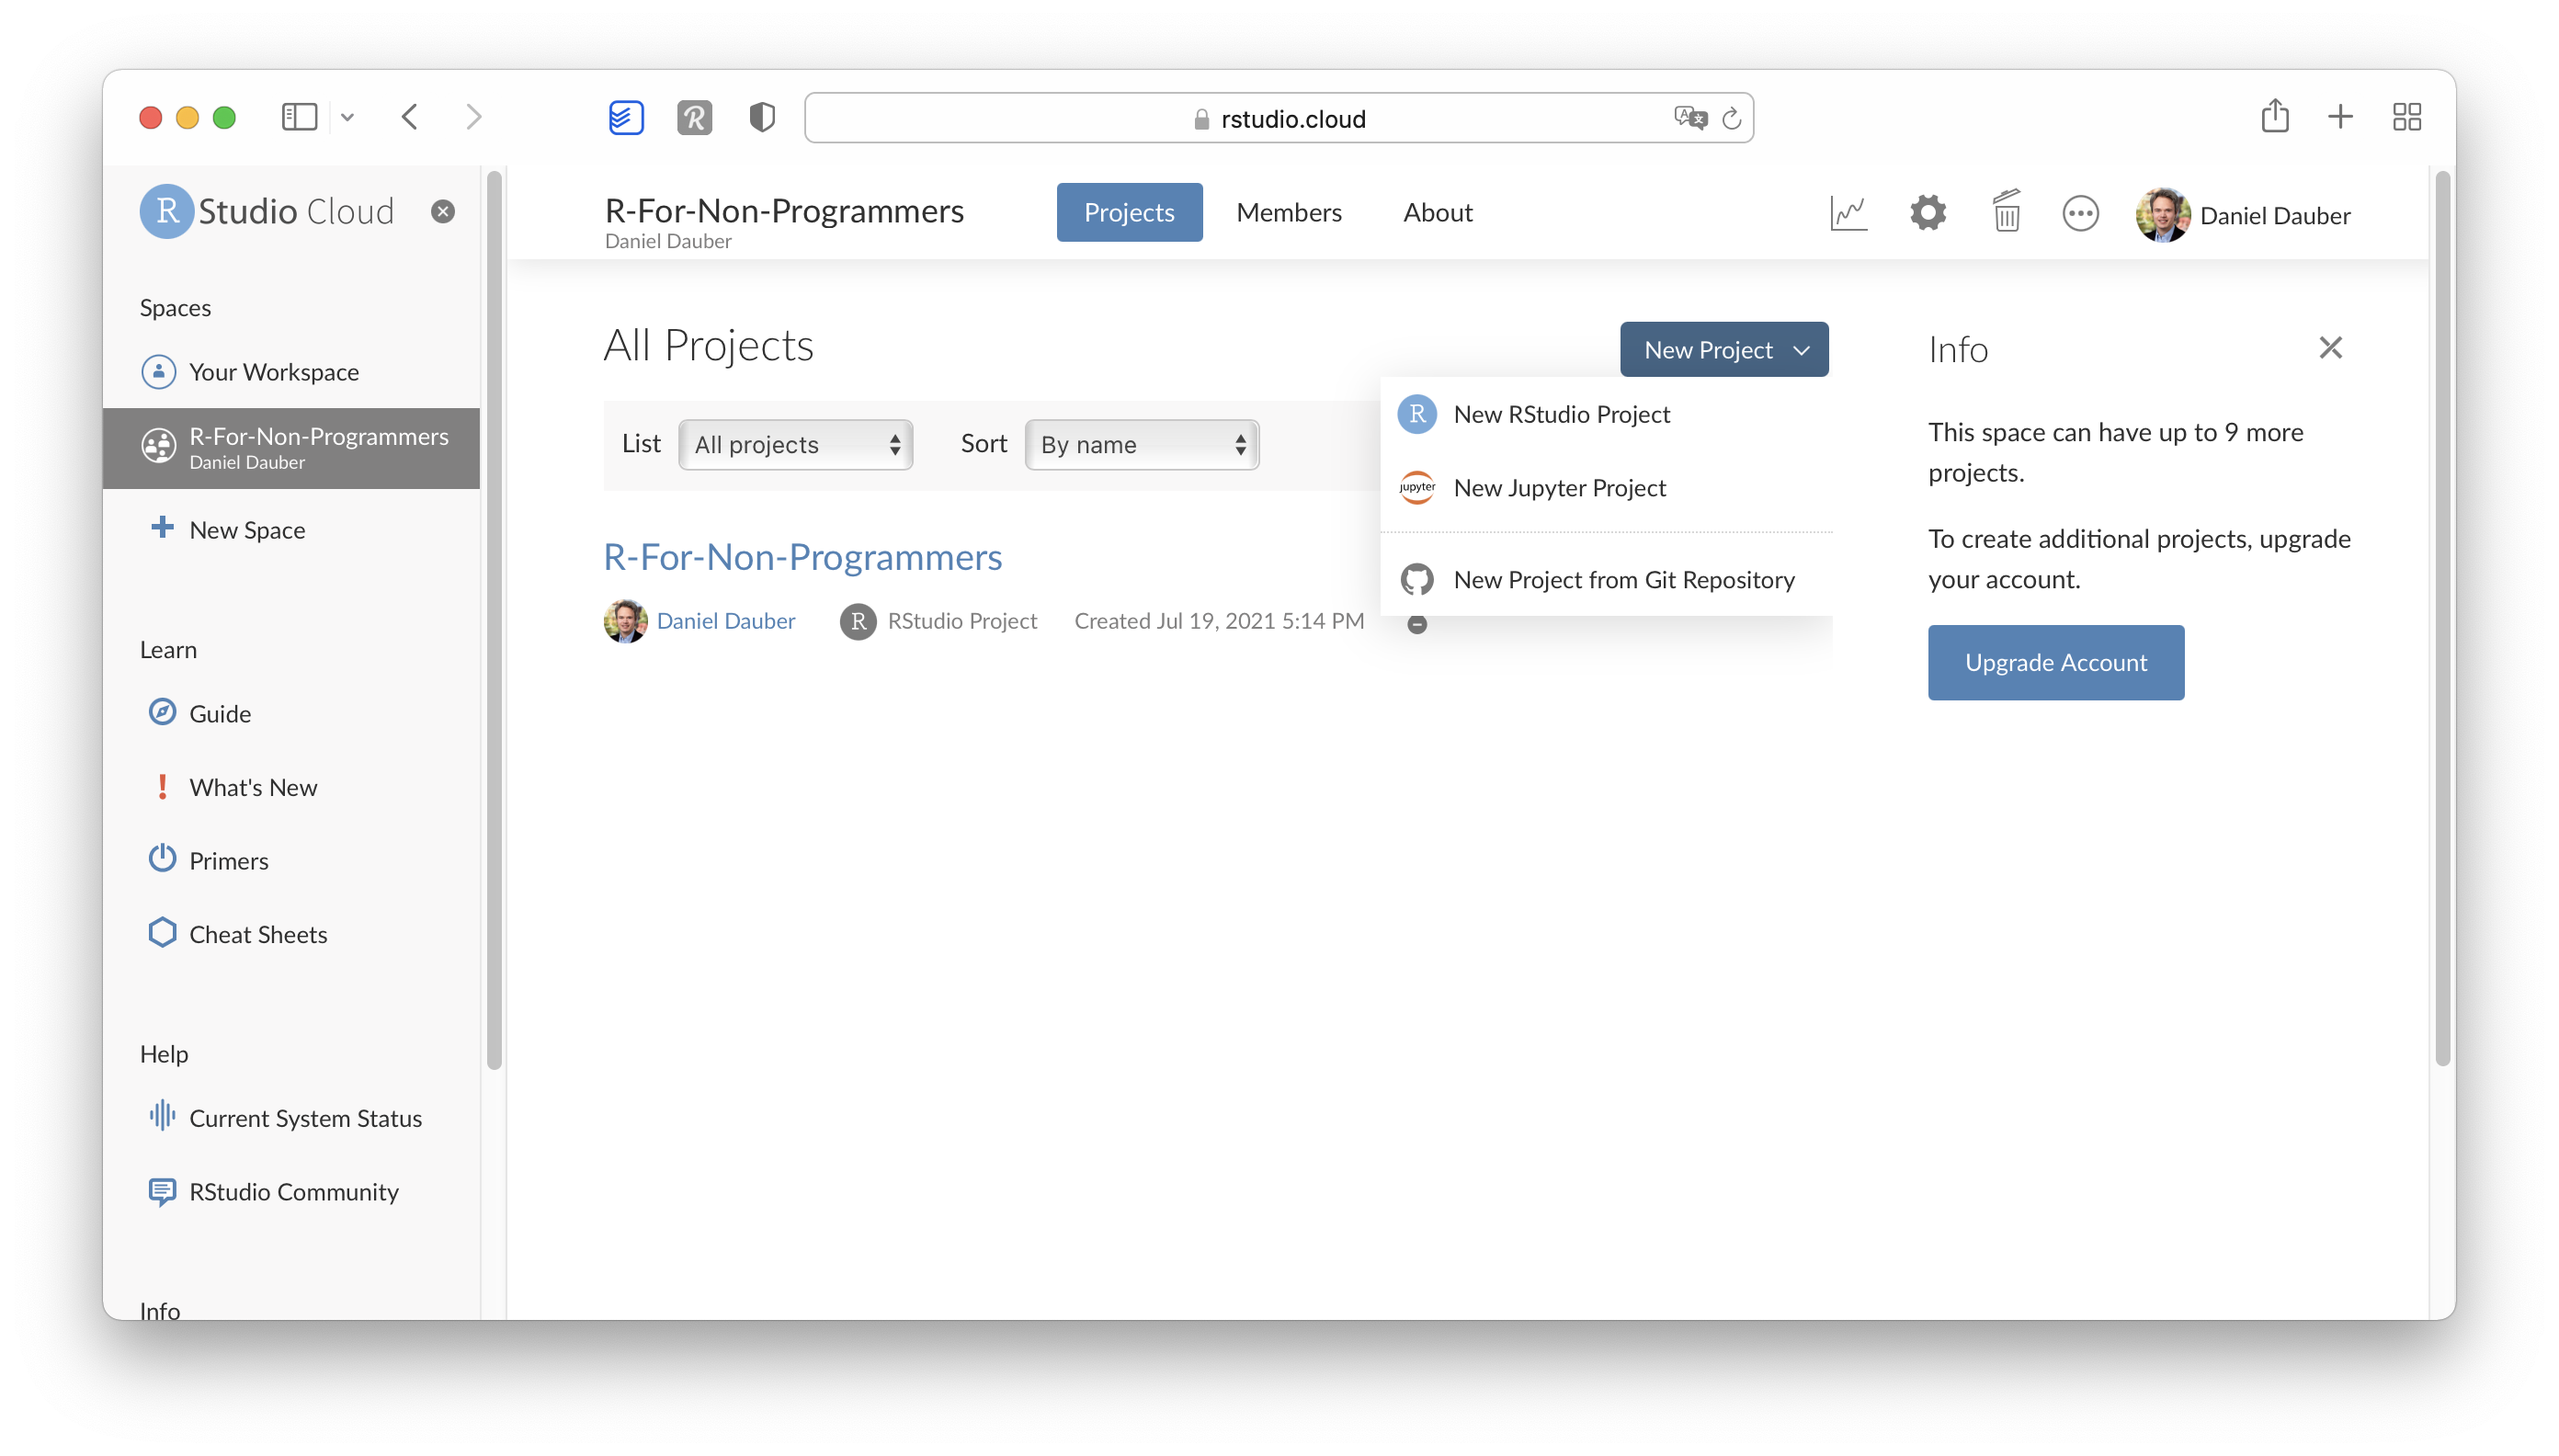 rstudio.cloud
R Studio Cloud
Spaces
Your Workspace
R-For-Non-Programmers
Daniel Dauber
New Space
Learn
Guide
What's New
Primers
Cheat Sheets
Help
Current System Status
RStudio Community
Info
R-For-Non-Programmers
Daniel Dauber
Projects
Members
About
Daniel Dauber
All Projects
New Project
List
All projects
Sort
By name
R New RStudio Project
jupyter New Jupyter Project
New Project from Git Repository
R-For-Non-Programmers
Daniel Dauber
R RStudio Project
Created Jul 19, 2021 5:14 PM
Info
This space can have up to 9 more
projects.
To create additional projects, upgrade
your account.
Upgrade Account